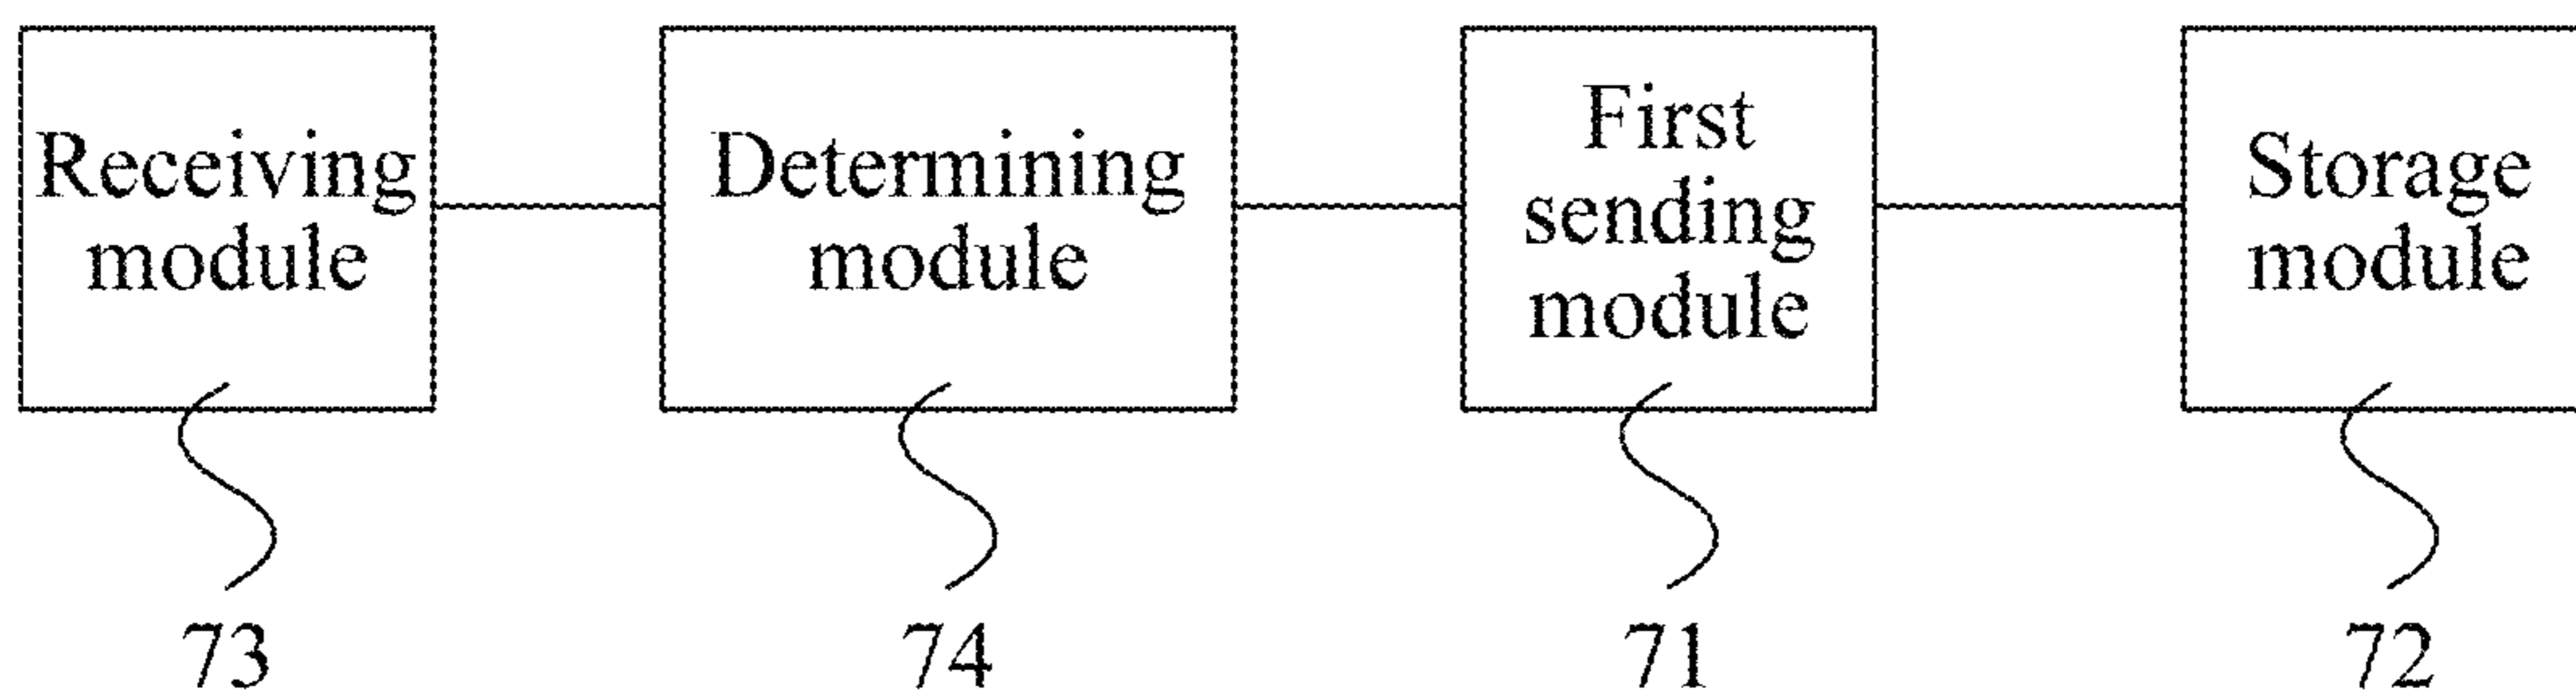 Receiving
module
Determining
module
First
sending
module
Storage
module
73
74
71
72